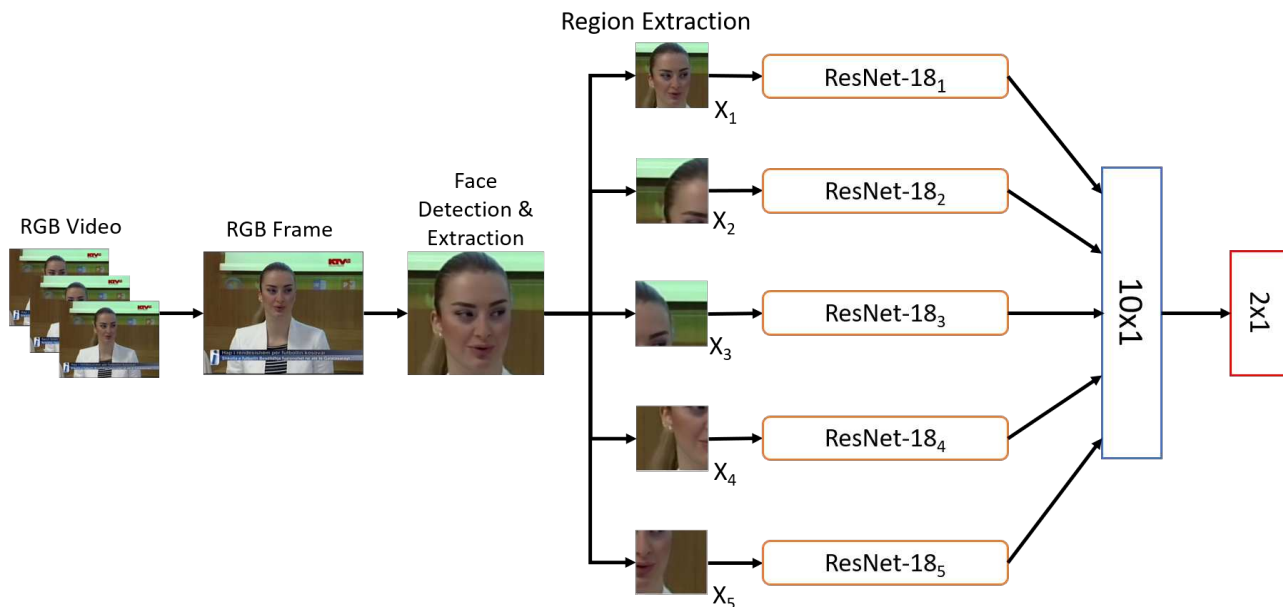 Region Extraction
ResNet-18₁
X₁
ResNet-18₂
X₂
Face
Detection &
Extraction
RGB Video
RGB Frame
KTV
ResNet-18₃
X₃
10x1
2x1
ResNet-18₄
X₄
ResNet-18₅
X₅